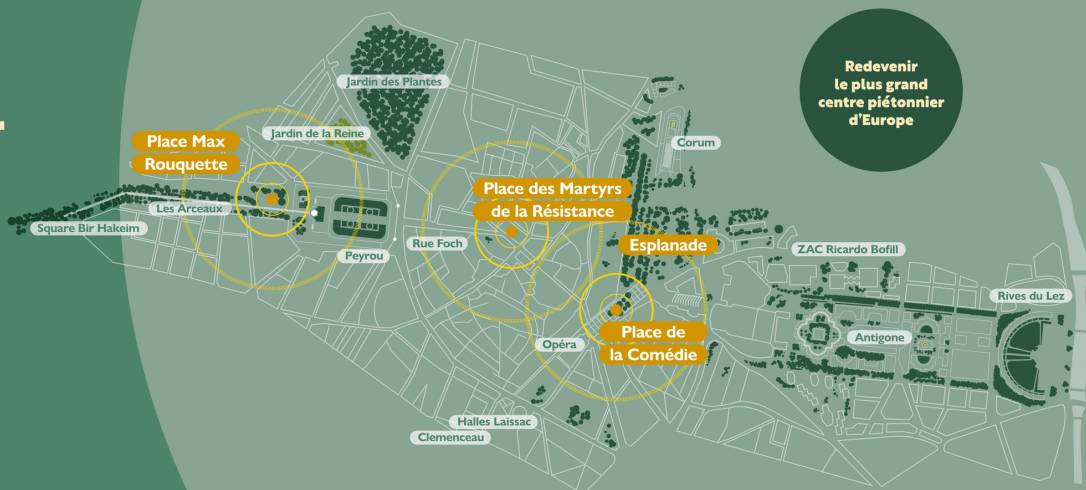 Redevenir
le plus grand
centre piétonnier
d'Europe
Jardin des Plantes
Jardin de la Reine
Corum
Place Max
Rouquette
Place des Martyrs
de la Résistance
Les Arceaux
Square Bir Hakeim
Rue Foch
Peyrou
Esplanade
ZAC Ricardo Bofill
Rives du Lez
Place de
la Comédie
Opéra
Antigone
Halles Laissac
Clemenceau